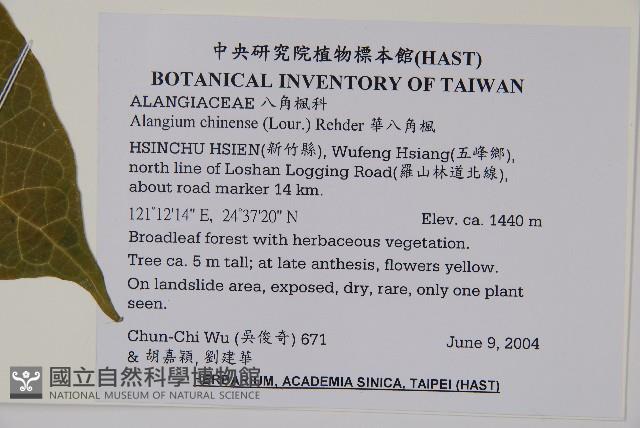 中央研究院植物標本館(HAST)
BOTANICAL INVENTORY OF TAIWAN
ALANGIACEAE 八角楓科
Alangium chinense (Lour.) Rehder 華八角楓
HSINCHU HSIEN(新竹縣), Wufeng Hsiang(五峰鄉),
north line of Loshan Logging Road(羅山林道北線),
about road marker 14 km.
121°12'14" E, 24°37'20" N Elev. ca. 1440 m
Broadleaf forest with herbaceous vegetation.
Tree ca. 5 m tall; at late anthesis, flowers yellow.
On landslide area, exposed, dry, rare, only one plant
seen.
Chun-Chi Wu (吳俊奇) 671 June 9, 2004
& 胡嘉穎, 劉建華
國立自然科學博物館
NATIONAL MUSEUM OF NATURAL SCIENCE
HERBARIUM, ACADEMIA SINICA, TAIPEI (HAST)